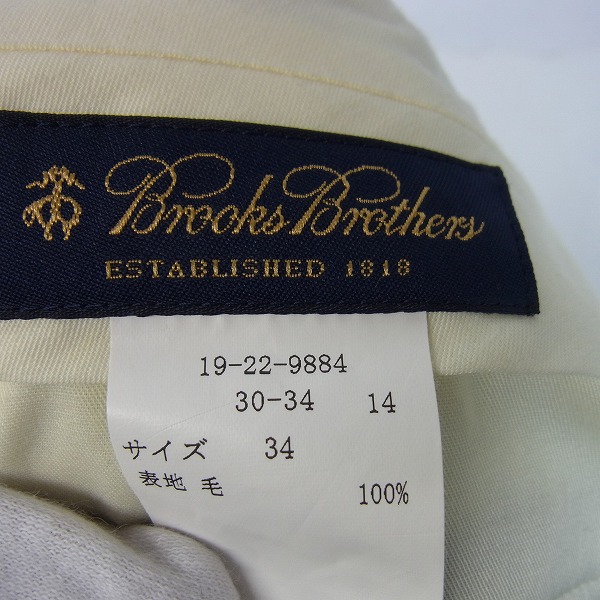 Brooks Brothers
ESTABLISHED 1818
19-22-9884
30-34 14
サイズ 34
表地 毛 100%